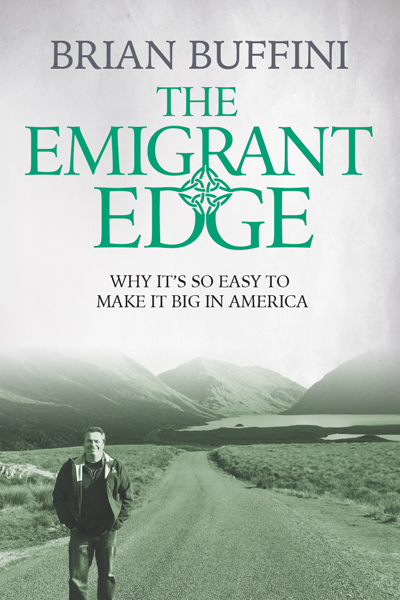 BRIAN BUFFINI
THE
EMIGRANT
EDGE
WHY IT'S SO EASY TO
MAKE IT BIG IN AMERICA